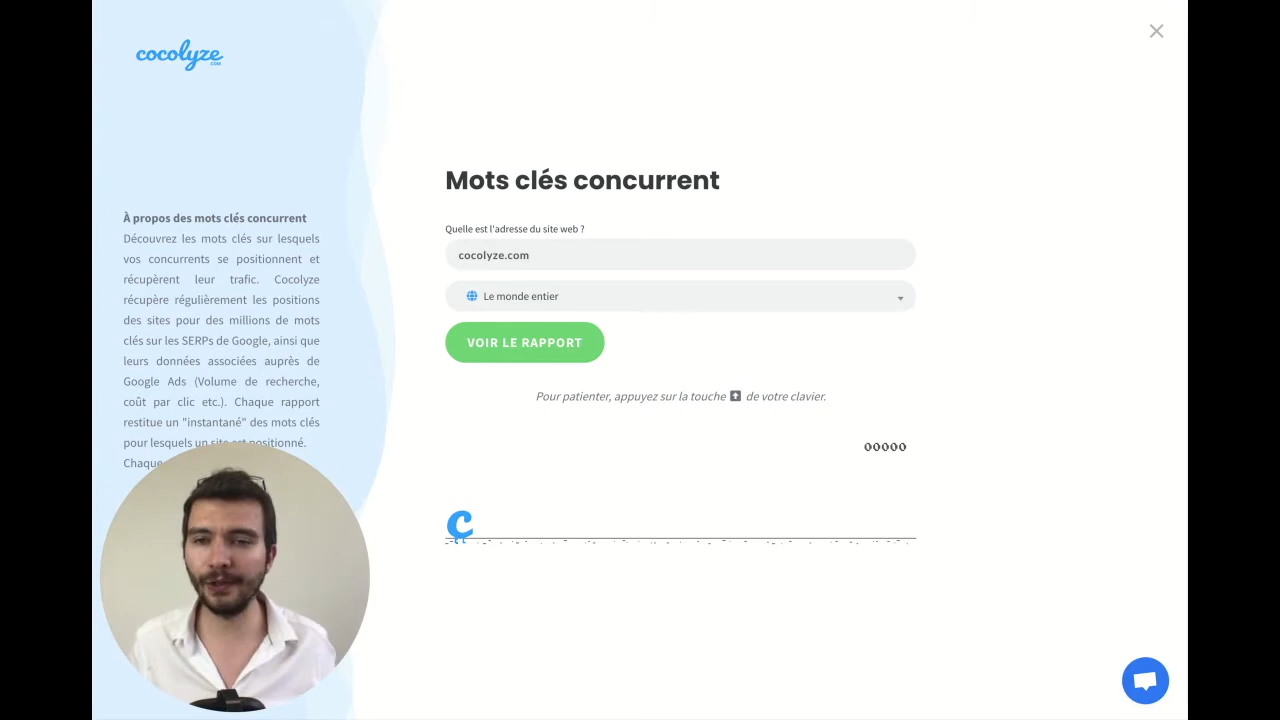 cocolyze
.COM
Mots clés concurrent
À propos des mots clés concurrent
Découvrez les mots clés sur lesquels
vos concurrents se positionnent et
récupèrent leur trafic. Cocolyze
récupère régulièrement les positions
des sites pour des millions de mots
clés sur les SERPs de Google, ainsi que
leurs données associées auprès de
Google Ads (Volume de recherche,
coût par clic etc.). Chaque rapport
restitue un "instantané" des mots clés
pour lesquels un site est positionné.
Chaque
Quelle est l'adresse du site web ?
cocolyze.com
Le monde entier
VOIR LE RAPPORT
Pour patienter, appuyez sur la touche ⬆ de votre clavier.
00000
c